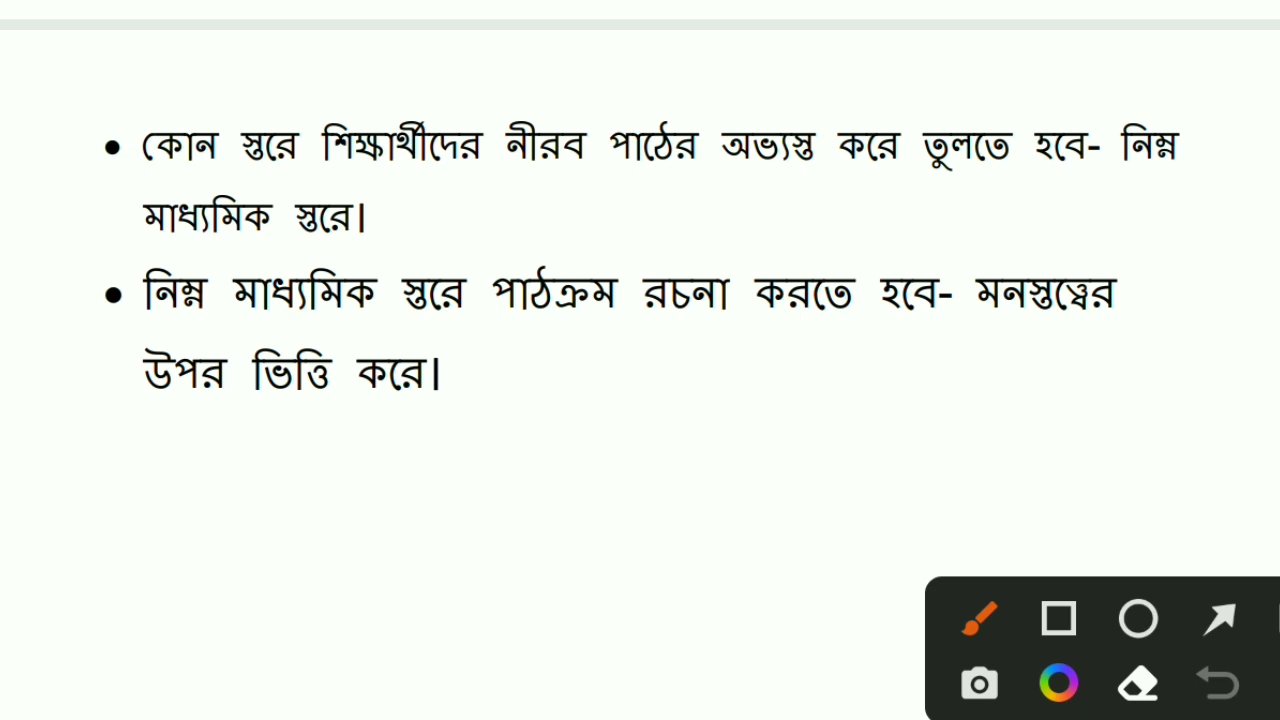 • কোন স্তরে শিক্ষার্থীদের নীরব পাঠের অভ্যস্ত করে তুলতে হবে- নিম্ন
মাধ্যমিক স্তরে।
• নিম্ন মাধ্যমিক স্তরে পাঠক্রম রচনা করতে হবে- মনস্তত্ত্বের
উপর ভিত্তি করে।